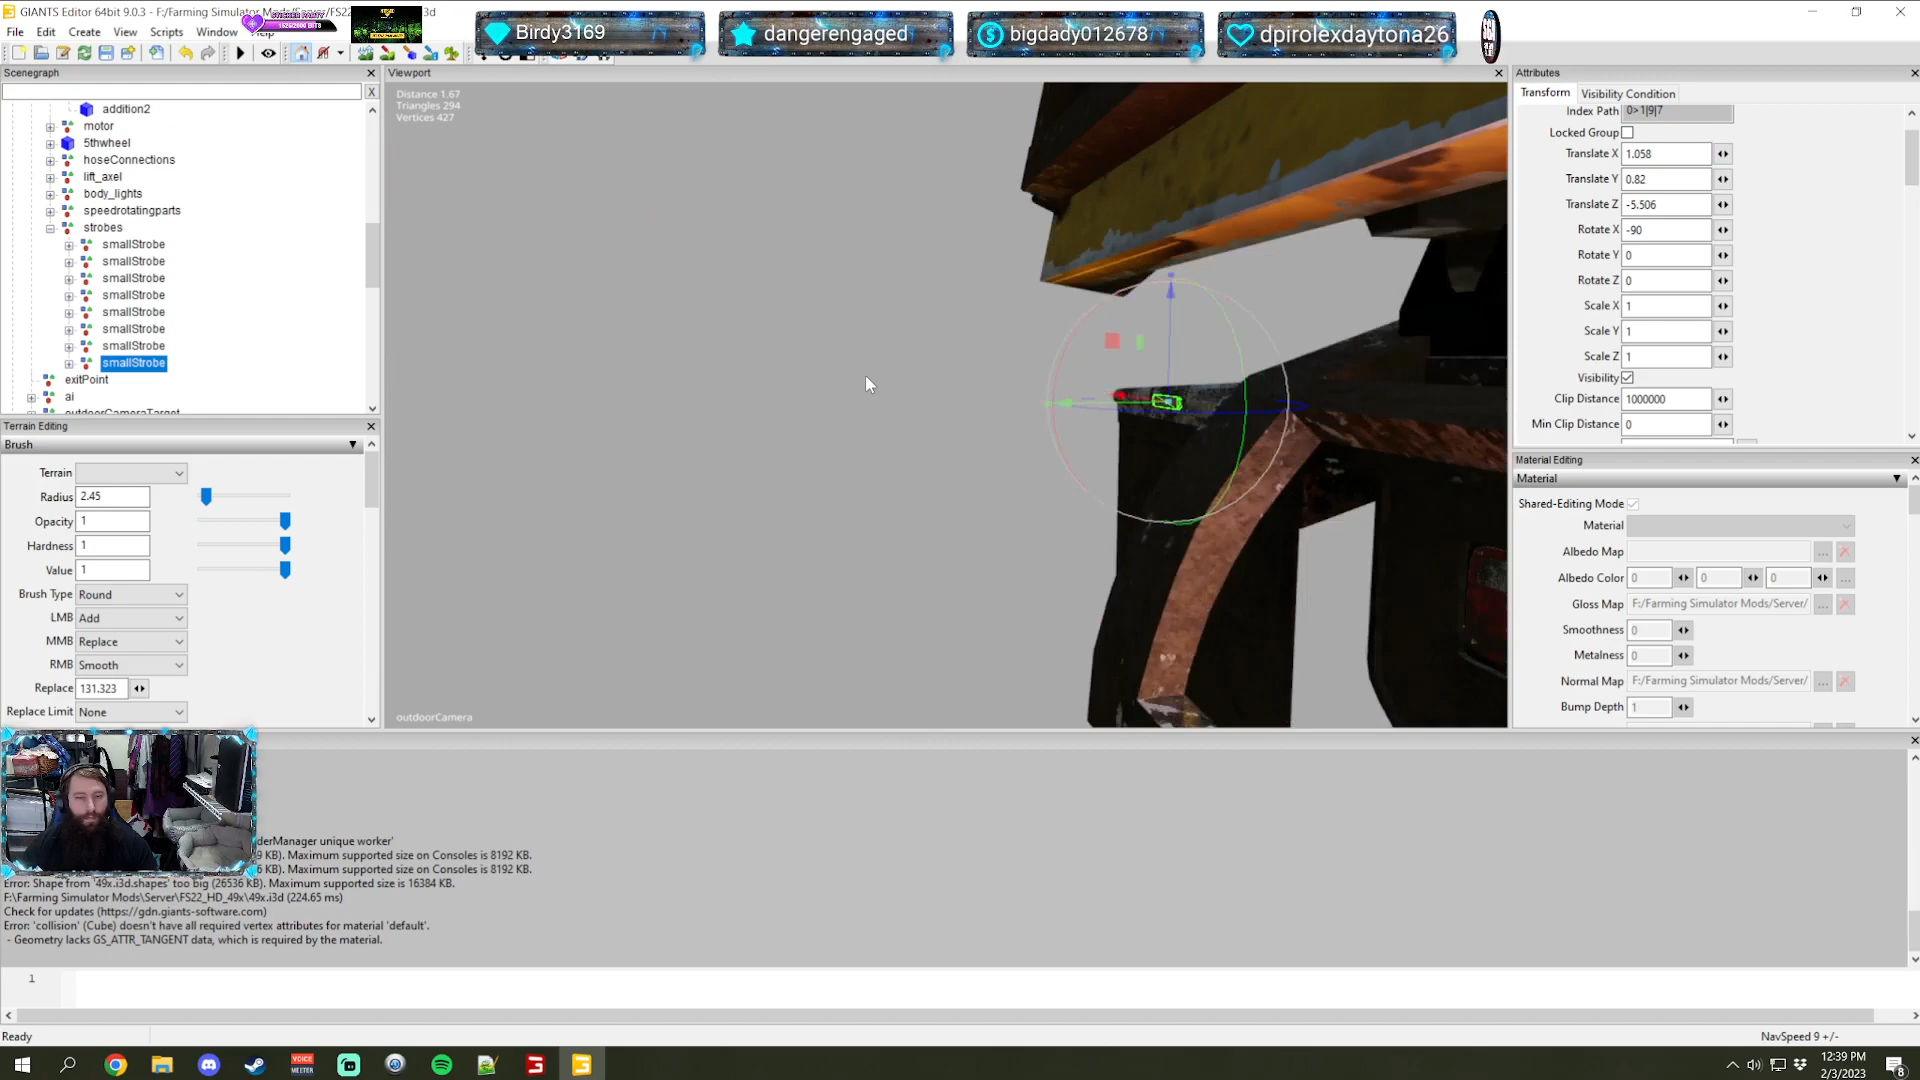 GIANTS Editor 64bit 9.0.3 - F:/Farming Simulator Mods/Server/FS22
3d
Birdy3169
dangerengaged
bigdady012678
dpirolexdaytona26
File Edit Create View Scripts Window
Scenegraph
Viewport
Attributes
X
addition2
motor
5thwheel
hoseConnections
lift_axel
body_lights
speedrotatingparts
strobes
smallStrobe
smallStrobe
smallStrobe
smallStrobe
smallStrobe
smallStrobe
smallStrobe
smallStrobe
exitPoint
ai
outdoorCameraTarget
Distance 1.67
Triangles 294
Vertices 427
outdoorCamera
Transform
Visibility Condition
Index Path 0>1|9|7
Locked Group
Translate X 1.058
Translate Y 0.82
Translate Z -5.506
Rotate X -90
Rotate Y 0
Rotate Z 0
Scale X 1
Scale Y 1
Scale Z 1
Visibility
Clip Distance 1000000
Min Clip Distance 0
Terrain Editing
Brush
Terrain
Radius 2.45
Opacity 1
Hardness 1
Value 1
Brush Type Round
LMB Add
MMB Replace
RMB Smooth
Replace 131.323
Replace Limit None
Material Editing
Material
Shared-Editing Mode
Material
Albedo Map ...
Albedo Color 0 0 0 ...
Gloss Map F:/Farming Simulator Mods/Server/ ...
Smoothness 0
Metalness 0
Normal Map F:/Farming Simulator Mods/Server/ ...
Bump Depth 1
derManager unique worker'
9 KB). Maximum supported size on Consoles is 8192 KB.
6 KB). Maximum supported size on Consoles is 8192 KB.
Error: Shape from '49x.i3d.shapes' too big (26536 KB). Maximum supported size is 16384 KB.
F:\Farming Simulator Mods\Server\FS22_HD_49x\49x.i3d (224.65 ms)
Check for updates (https://gdn.giants-software.com)
Error: 'collision' (Cube) doesn't have all required vertex attributes for material 'default'.
- Geometry lacks GS_ATTR_TANGENT data, which is required by the material.
1
Ready
NavSpeed 9 +/-
VOICE
MEETER
12:39 PM
2/3/2023
8